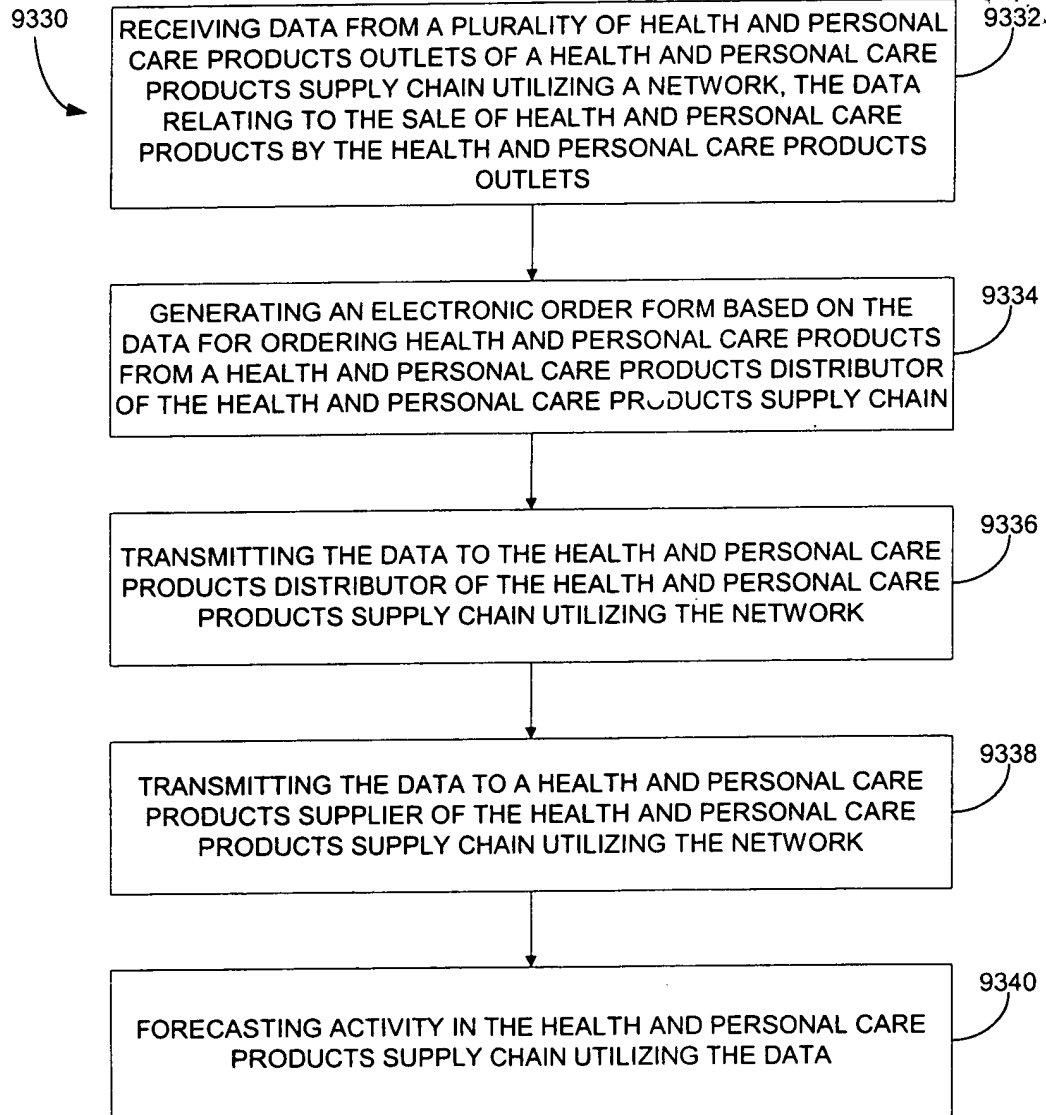 9330
9332
RECEIVING DATA FROM A PLURALITY OF HEALTH AND PERSONAL
CARE PRODUCTS OUTLETS OF A HEALTH AND PERSONAL CARE
PRODUCTS SUPPLY CHAIN UTILIZING A NETWORK, THE DATA
RELATING TO THE SALE OF HEALTH AND PERSONAL CARE
PRODUCTS BY THE HEALTH AND PERSONAL CARE PRODUCTS
OUTLETS
9334
GENERATING AN ELECTRONIC ORDER FORM BASED ON THE
DATA FOR ORDERING HEALTH AND PERSONAL CARE PRODUCTS
FROM A HEALTH AND PERSONAL CARE PRODUCTS DISTRIBUTOR
OF THE HEALTH AND PERSONAL CARE PRODUCTS SUPPLY CHAIN
9336
TRANSMITTING THE DATA TO THE HEALTH AND PERSONAL CARE
PRODUCTS DISTRIBUTOR OF THE HEALTH AND PERSONAL CARE
PRODUCTS SUPPLY CHAIN UTILIZING THE NETWORK
9338
TRANSMITTING THE DATA TO A HEALTH AND PERSONAL CARE
PRODUCTS SUPPLIER OF THE HEALTH AND PERSONAL CARE
PRODUCTS SUPPLY CHAIN UTILIZING THE NETWORK
9340
FORECASTING ACTIVITY IN THE HEALTH AND PERSONAL CARE
PRODUCTS SUPPLY CHAIN UTILIZING THE DATA